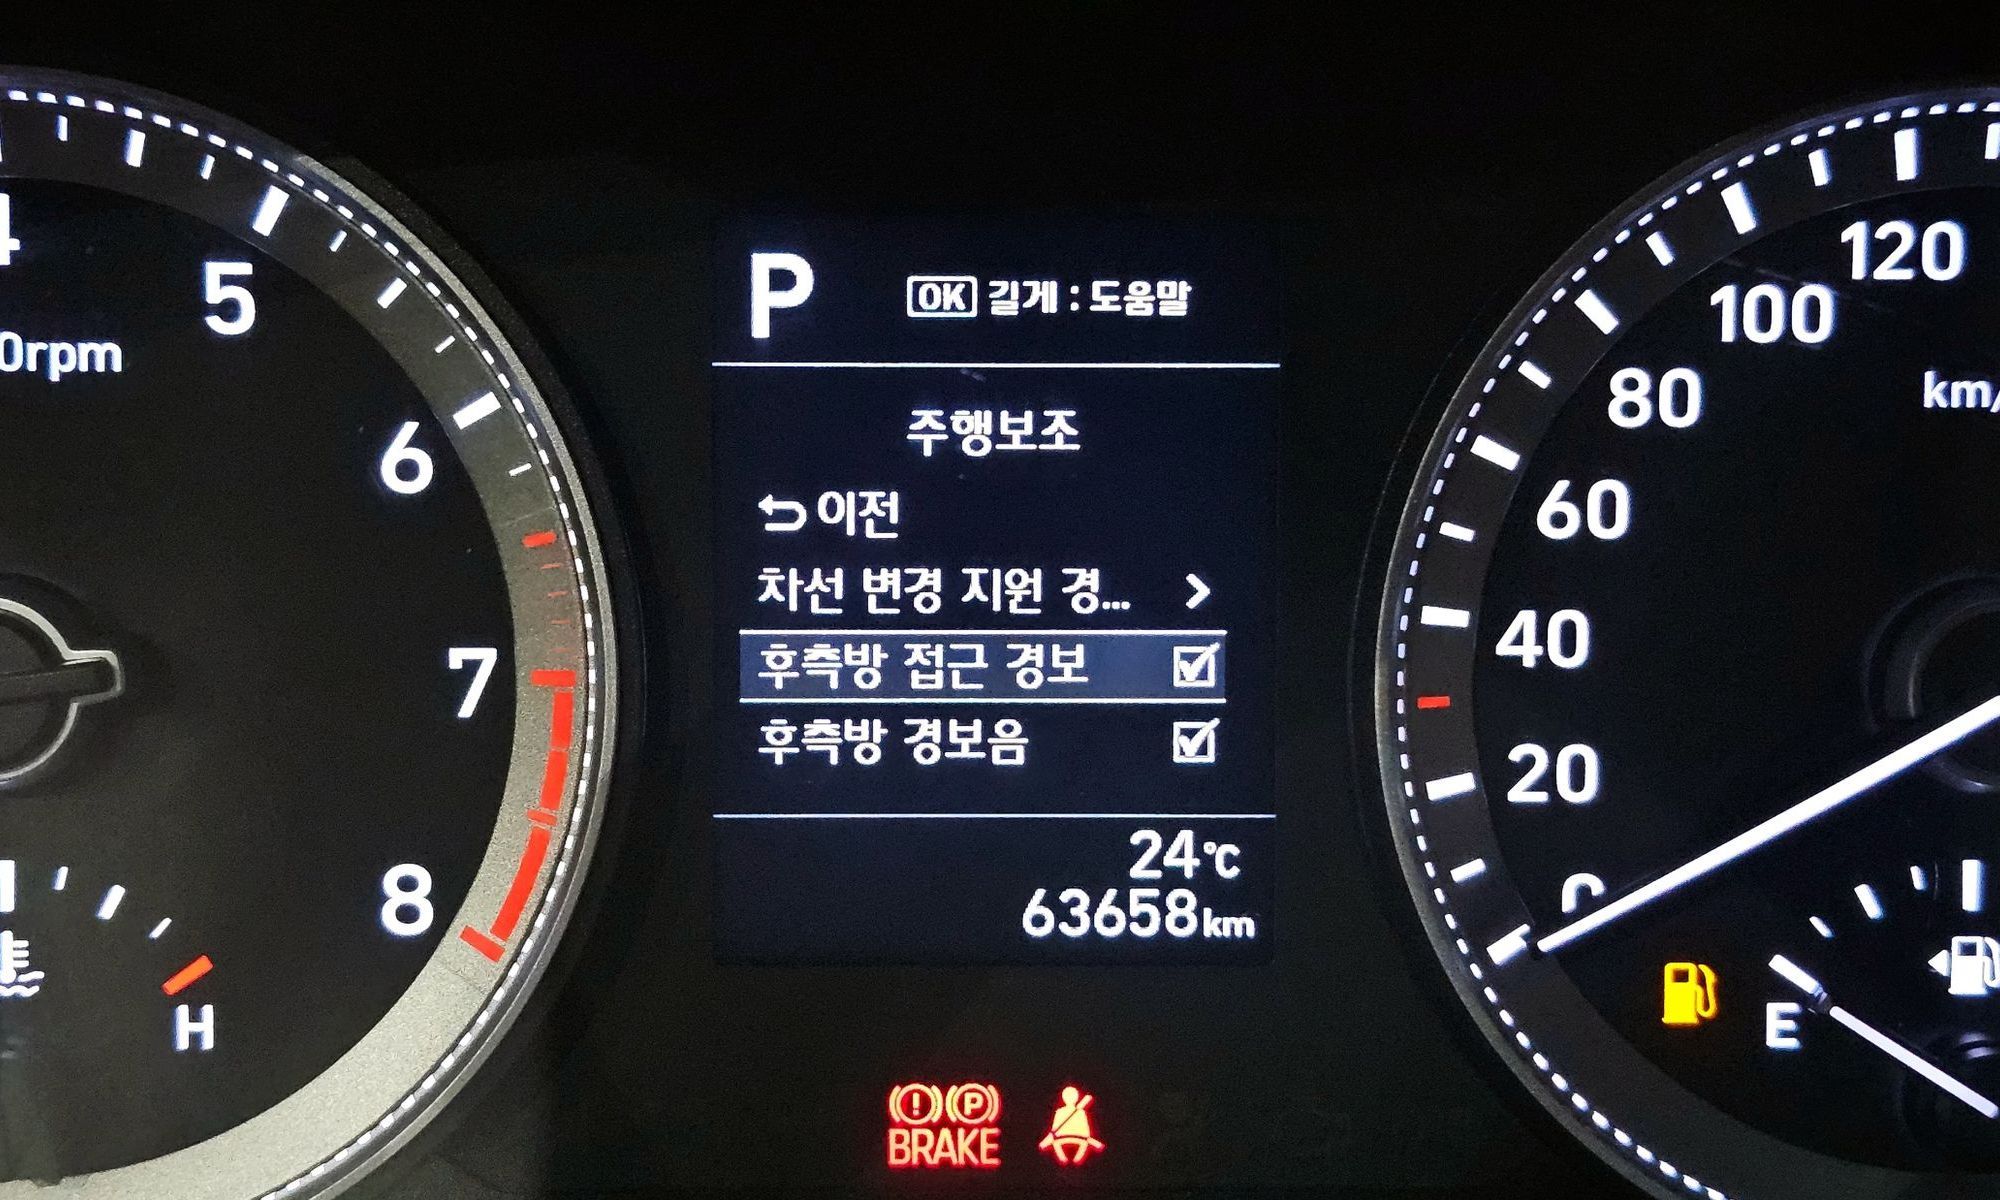 P
OK 길게 : 도움말
주행보조
이전
차선 변경 지원 경...
후측방 접근 경보
후측방 경보음
24℃
63658km
5
6
7
8
H
120
100
80
60
40
20
0
E
BRAKE
P